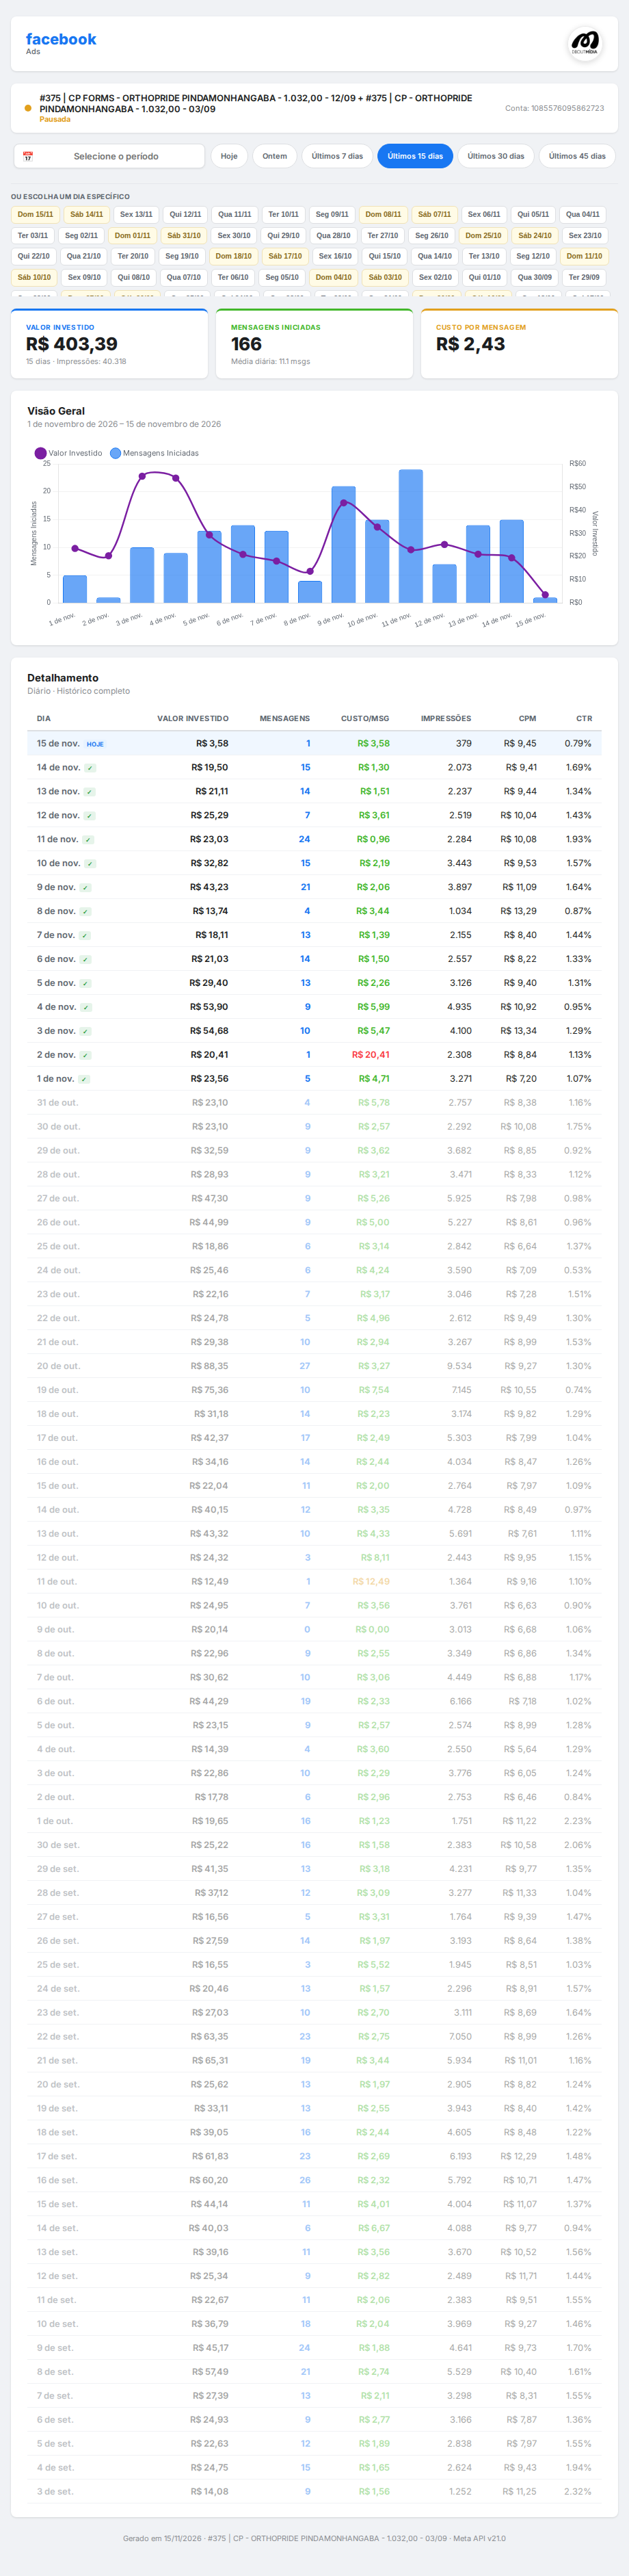 facebook
Ads
EBOUTMÍDIA
#375 | CP FORMS - ORTHOPRIDE PINDAMONHANGABA - 1.032,00 - 12/09 + #375 | CP - ORTHOPRIDE
PINDAMONHANGABA - 1.032,00 - 03/09
Pausada
Conta: 1085576095862723
Selecione o período
Hoje
Ontem
Últimos 7 dias
Últimos 15 dias
Últimos 30 dias
Últimos 45 dias
OU ESCOLHA UM DIA ESPECÍFICO
Dom 15/11 Sáb 14/11 Sex 13/11 Qui 12/11 Qua 11/11 Ter 10/11 Seg 09/11 Dom 08/11 Sáb 07/11 Sex 06/11 Qui 05/11 Qua 04/11
Ter 03/11 Seg 02/11 Dom 01/11 Sáb 31/10 Sex 30/10 Qui 29/10 Qua 28/10 Ter 27/10 Seg 26/10 Dom 25/10 Sáb 24/10 Sex 23/10
Qui 22/10 Qua 21/10 Ter 20/10 Seg 19/10 Dom 18/10 Sáb 17/10 Sex 16/10 Qui 15/10 Qua 14/10 Ter 13/10 Seg 12/10 Dom 11/10
Sáb 10/10 Sex 09/10 Qui 08/10 Qua 07/10 Ter 06/10 Seg 05/10 Dom 04/10 Sáb 03/10 Sex 02/10 Qui 01/10 Qua 30/09 Ter 29/09
VALOR INVESTIDO
R$ 403,39
15 dias · Impressões: 40.318
MENSAGENS INICIADAS
166
Média diária: 11.1 msgs
CUSTO POR MENSAGEM
R$ 2,43
Visão Geral
1 de novembro de 2026 – 15 de novembro de 2026
Valor Investido Mensagens Iniciadas
Mensagens Iniciadas
25
20
15
10
5
0
R$60
R$50
R$40
R$30
R$20
R$10
R$0
Valor Investido
1 de nov. 2 de nov. 3 de nov. 4 de nov. 5 de nov. 6 de nov. 7 de nov. 8 de nov. 9 de nov. 10 de nov. 11 de nov. 12 de nov. 13 de nov. 14 de nov. 15 de nov.
Detalhamento
Diário · Histórico completo
DIA VALOR INVESTIDO MENSAGENS CUSTO/MSG IMPRESSÕES CPM CTR
15 de nov. HOJE R$ 3,58 1 R$ 3,58 379 R$ 9,45 0.79%
14 de nov. ✓ R$ 19,50 15 R$ 1,30 2.073 R$ 9,41 1.69%
13 de nov. ✓ R$ 21,11 14 R$ 1,51 2.237 R$ 9,44 1.34%
12 de nov. ✓ R$ 25,29 7 R$ 3,61 2.519 R$ 10,04 1.43%
11 de nov. ✓ R$ 23,03 24 R$ 0,96 2.284 R$ 10,08 1.93%
10 de nov. ✓ R$ 32,82 15 R$ 2,19 3.443 R$ 9,53 1.57%
9 de nov. ✓ R$ 43,23 21 R$ 2,06 3.897 R$ 11,09 1.64%
8 de nov. ✓ R$ 13,74 4 R$ 3,44 1.034 R$ 13,29 0.87%
7 de nov. ✓ R$ 18,11 13 R$ 1,39 2.155 R$ 8,40 1.44%
6 de nov. ✓ R$ 21,03 14 R$ 1,50 2.557 R$ 8,22 1.33%
5 de nov. ✓ R$ 29,40 13 R$ 2,26 3.126 R$ 9,40 1.31%
4 de nov. ✓ R$ 53,90 9 R$ 5,99 4.935 R$ 10,92 0.95%
3 de nov. ✓ R$ 54,68 10 R$ 5,47 4.100 R$ 13,34 1.29%
2 de nov. ✓ R$ 20,41 1 R$ 20,41 2.308 R$ 8,84 1.13%
1 de nov. ✓ R$ 23,56 5 R$ 4,71 3.271 R$ 7,20 1.07%
31 de out. R$ 23,10 4 R$ 5,78 2.757 R$ 8,38 1.16%
30 de out. R$ 23,10 9 R$ 2,57 2.292 R$ 10,08 1.75%
29 de out. R$ 32,59 9 R$ 3,62 3.682 R$ 8,85 0.92%
28 de out. R$ 28,93 9 R$ 3,21 3.471 R$ 8,33 1.12%
27 de out. R$ 47,30 9 R$ 5,26 5.925 R$ 7,98 0.98%
26 de out. R$ 44,99 9 R$ 5,00 5.227 R$ 8,61 0.96%
25 de out. R$ 18,86 6 R$ 3,14 2.842 R$ 6,64 1.37%
24 de out. R$ 25,46 6 R$ 4,24 3.590 R$ 7,09 0.53%
23 de out. R$ 22,16 7 R$ 3,17 3.046 R$ 7,28 1.51%
22 de out. R$ 24,78 5 R$ 4,96 2.612 R$ 9,49 1.30%
21 de out. R$ 29,38 10 R$ 2,94 3.267 R$ 8,99 1.53%
20 de out. R$ 88,35 27 R$ 3,27 9.534 R$ 9,27 1.30%
19 de out. R$ 75,36 10 R$ 7,54 7.145 R$ 10,55 0.74%
18 de out. R$ 31,18 14 R$ 2,23 3.174 R$ 9,82 1.29%
17 de out. R$ 42,37 17 R$ 2,49 5.303 R$ 7,99 1.04%
16 de out. R$ 34,16 14 R$ 2,44 4.034 R$ 8,47 1.26%
15 de out. R$ 22,04 11 R$ 2,00 2.764 R$ 7,97 1.09%
14 de out. R$ 40,15 12 R$ 3,35 4.728 R$ 8,49 0.97%
13 de out. R$ 43,32 10 R$ 4,33 5.691 R$ 7,61 1.11%
12 de out. R$ 24,32 3 R$ 8,11 2.443 R$ 9,95 1.15%
11 de out. R$ 12,49 1 R$ 12,49 1.364 R$ 9,16 1.10%
10 de out. R$ 24,95 7 R$ 3,56 3.761 R$ 6,63 0.90%
9 de out. R$ 20,14 0 R$ 0,00 3.013 R$ 6,68 1.06%
8 de out. R$ 22,96 9 R$ 2,55 3.349 R$ 6,86 1.34%
7 de out. R$ 30,62 10 R$ 3,06 4.449 R$ 6,88 1.17%
6 de out. R$ 44,29 19 R$ 2,33 6.166 R$ 7,18 1.02%
5 de out. R$ 23,15 9 R$ 2,57 2.574 R$ 8,99 1.28%
4 de out. R$ 14,39 4 R$ 3,60 2.550 R$ 5,64 1.29%
3 de out. R$ 22,86 10 R$ 2,29 3.776 R$ 6,05 1.24%
2 de out. R$ 17,78 6 R$ 2,96 2.753 R$ 6,46 0.84%
1 de out. R$ 19,65 16 R$ 1,23 1.751 R$ 11,22 2.23%
30 de set. R$ 25,22 16 R$ 1,58 2.383 R$ 10,58 2.06%
29 de set. R$ 41,35 13 R$ 3,18 4.231 R$ 9,77 1.35%
28 de set. R$ 37,12 12 R$ 3,09 3.277 R$ 11,33 1.04%
27 de set. R$ 16,56 5 R$ 3,31 1.764 R$ 9,39 1.47%
26 de set. R$ 27,59 14 R$ 1,97 3.193 R$ 8,64 1.38%
25 de set. R$ 16,55 3 R$ 5,52 1.945 R$ 8,51 1.03%
24 de set. R$ 20,46 13 R$ 1,57 2.296 R$ 8,91 1.57%
23 de set. R$ 27,03 10 R$ 2,70 3.111 R$ 8,69 1.64%
22 de set. R$ 63,35 23 R$ 2,75 7.050 R$ 8,99 1.26%
21 de set. R$ 65,31 19 R$ 3,44 5.934 R$ 11,01 1.16%
20 de set. R$ 25,62 13 R$ 1,97 2.905 R$ 8,82 1.24%
19 de set. R$ 33,11 13 R$ 2,55 3.943 R$ 8,40 1.42%
18 de set. R$ 39,05 16 R$ 2,44 4.605 R$ 8,48 1.22%
17 de set. R$ 61,83 23 R$ 2,69 6.193 R$ 12,29 1.48%
16 de set. R$ 60,20 26 R$ 2,32 5.792 R$ 10,71 1.47%
15 de set. R$ 44,14 11 R$ 4,01 4.004 R$ 11,07 1.37%
14 de set. R$ 40,03 6 R$ 6,67 4.088 R$ 9,77 0.94%
13 de set. R$ 39,16 11 R$ 3,56 3.670 R$ 10,52 1.56%
12 de set. R$ 25,34 9 R$ 2,82 2.489 R$ 11,71 1.44%
11 de set. R$ 22,67 11 R$ 2,06 2.383 R$ 9,51 1.55%
10 de set. R$ 36,79 18 R$ 2,04 3.969 R$ 9,27 1.46%
9 de set. R$ 45,17 24 R$ 1,88 4.641 R$ 9,73 1.70%
8 de set. R$ 57,49 21 R$ 2,74 5.529 R$ 10,40 1.61%
7 de set. R$ 27,39 13 R$ 2,11 3.298 R$ 8,31 1.55%
6 de set. R$ 24,93 9 R$ 2,77 3.166 R$ 7,87 1.36%
5 de set. R$ 22,63 12 R$ 1,89 2.838 R$ 7,97 1.55%
4 de set. R$ 24,75 15 R$ 1,65 2.624 R$ 9,43 1.94%
3 de set. R$ 14,08 9 R$ 1,56 1.252 R$ 11,25 2.32%
Gerado em 15/11/2026 · #375 | CP - ORTHOPRIDE PINDAMONHANGABA - 1.032,00 - 03/09 · Meta API v21.0